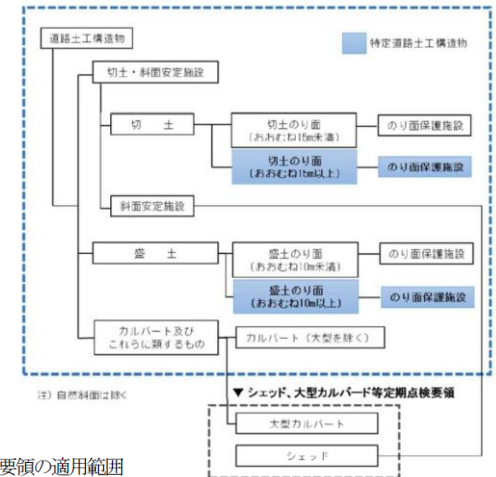 道路土工構造物
特定道路土工構造物
切土・斜面安定施設
切 土
切土のり面
(おおむね15m未満)
のり面保護施設
切土のり面
(おおむね15m以上)
のり面保護施設
斜面安定施設
盛 土
盛土のり面
(おおむね10m未満)
のり面保護施設
盛土のり面
(おおむね10m以上)
のり面保護施設
カルバート及び
これらに類するもの
カルバート(大型を除く)
注)自然斜面は除く
▼ シェッド、大型カルバート等定期点検要領
大型カルバート
シェッド
要領の適用範囲